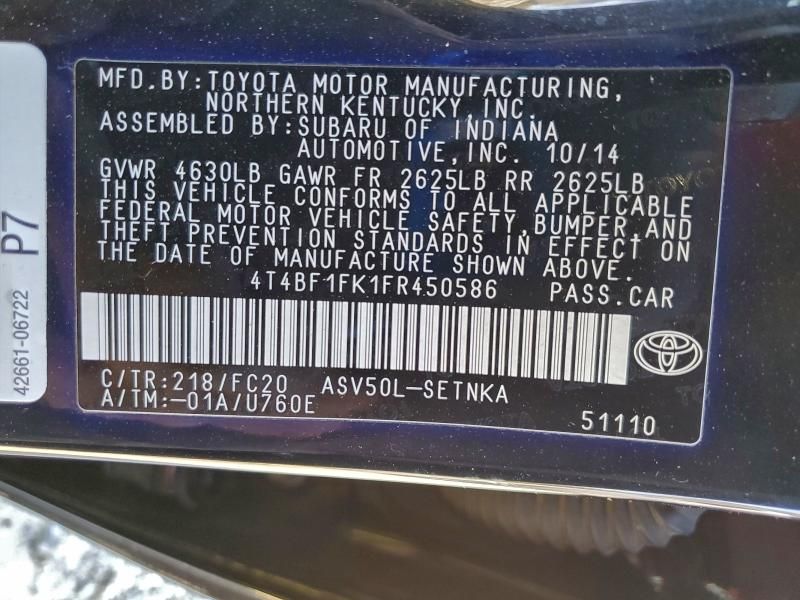 MFD.BY:TOYOTA MOTOR MANUFACTURING,
NORTHERN KENTUCKY,INC.
ASSEMBLED BY:SUBARU OF INDIANA
AUTOMOTIVE,INC. 10/14
GVWR 4630LB GAWR FR 2625LB RR 2625LB
THIS VEHICLE CONFORMS TO ALL APPLICABLE
FEDERAL MOTOR VEHICLE SAFETY,BUMPER,AND
THEFT PREVENTION STANDARDS IN EFFECT ON
THE DATE OF MANUFACTURE SHOWN ABOVE.
4T4BF1FK1FR450586 PASS.CAR
C/TR:218/FC20 ASV50L-SETNKA
A/TM:-01A/U760E
51110
P7
42661-06722